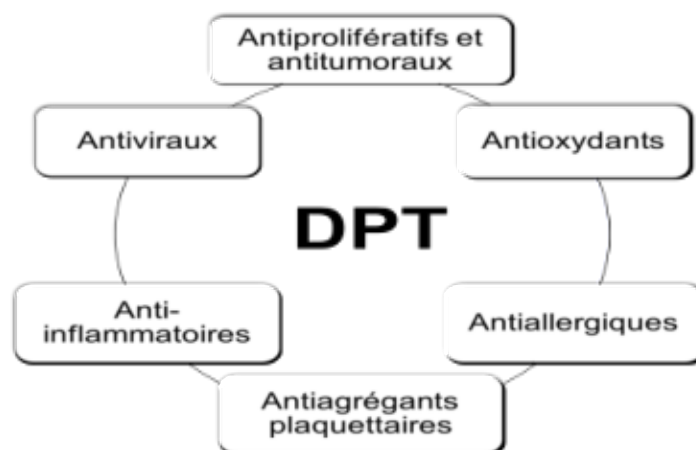 Antiprolifératifs et
antitumoraux
Antiviraux
Antioxydants
DPT
Anti-
inflammatoires
Antiallergiques
Antiagrégants
plaquettaires